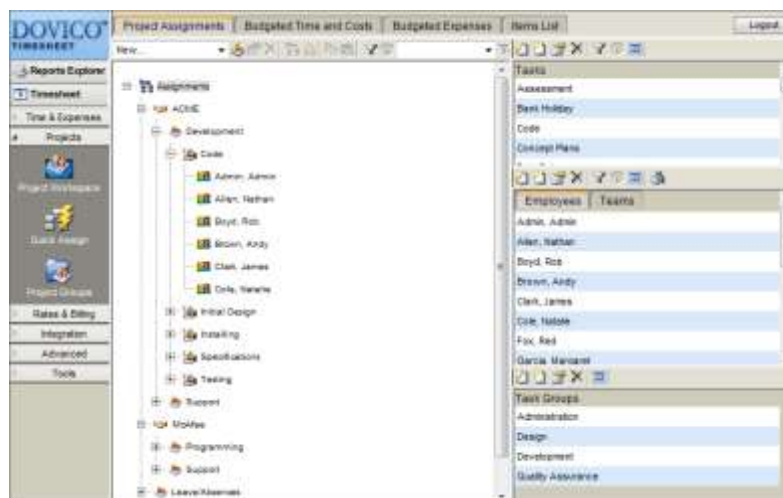 DOVICO
TIMESHEET
Project Assignments
Budgeted Time and Costs
Budgeted Expenses
Items List
Logout
New...
Reports Explorer
Timesheet
Time & Expenses
Projects
Project Workspace
Quick Assign
Project Groups
Rates & Billing
Integration
Advanced
Tools
Assignments
ACME
Development
Code
Admin, Admin
Allen, Nathan
Boyd, Rob
Brown, Andy
Clark, James
Cole, Natalie
Initial Design
Installing
Specifications
Testing
Support
McAfee
Programming
Support
Leave/Absences
Tasks
Assessment
Bank Holiday
Code
Concept Plans
Employees
Teams
Admin, Admin
Allen, Nathan
Boyd, Rob
Brown, Andy
Clark, James
Cole, Natalie
Fox, Red
Garcia, Margaret
Task Groups
Administration
Design
Development
Quality Assurance